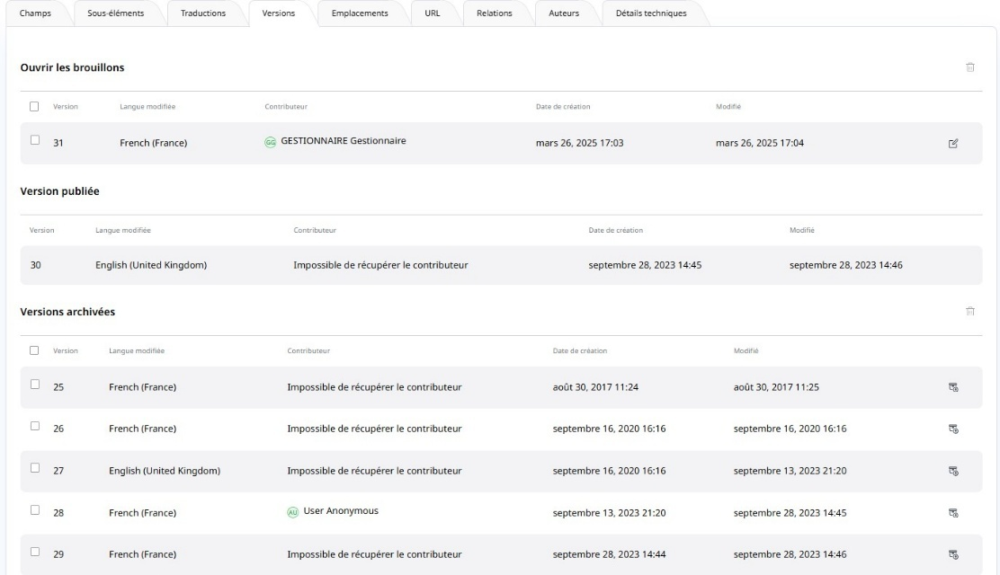 Champs Sous-éléments Traductions Versions Emplacements URL Relations Auteurs Détails techniques
Ouvrir les brouillons
Version Langue modifiée Contributeur Date de création Modifié
31 French (France) GG GESTIONNAIRE Gestionnaire mars 26, 2025 17:03 mars 26, 2025 17:04
Version publiée
Version Langue modifiée Contributeur Date de création Modifié
30 English (United Kingdom) Impossible de récupérer le contributeur septembre 28, 2023 14:45 septembre 28, 2023 14:46
Versions archivées
Version Langue modifiée Contributeur Date de création Modifié
25 French (France) Impossible de récupérer le contributeur août 30, 2017 11:24 août 30, 2017 11:25
26 French (France) Impossible de récupérer le contributeur septembre 16, 2020 16:16 septembre 16, 2020 16:16
27 English (United Kingdom) Impossible de récupérer le contributeur septembre 16, 2020 16:16 septembre 13, 2023 21:20
28 French (France) AU User Anonymous septembre 13, 2023 21:20 septembre 28, 2023 14:45
29 French (France) Impossible de récupérer le contributeur septembre 28, 2023 14:44 septembre 28, 2023 14:46